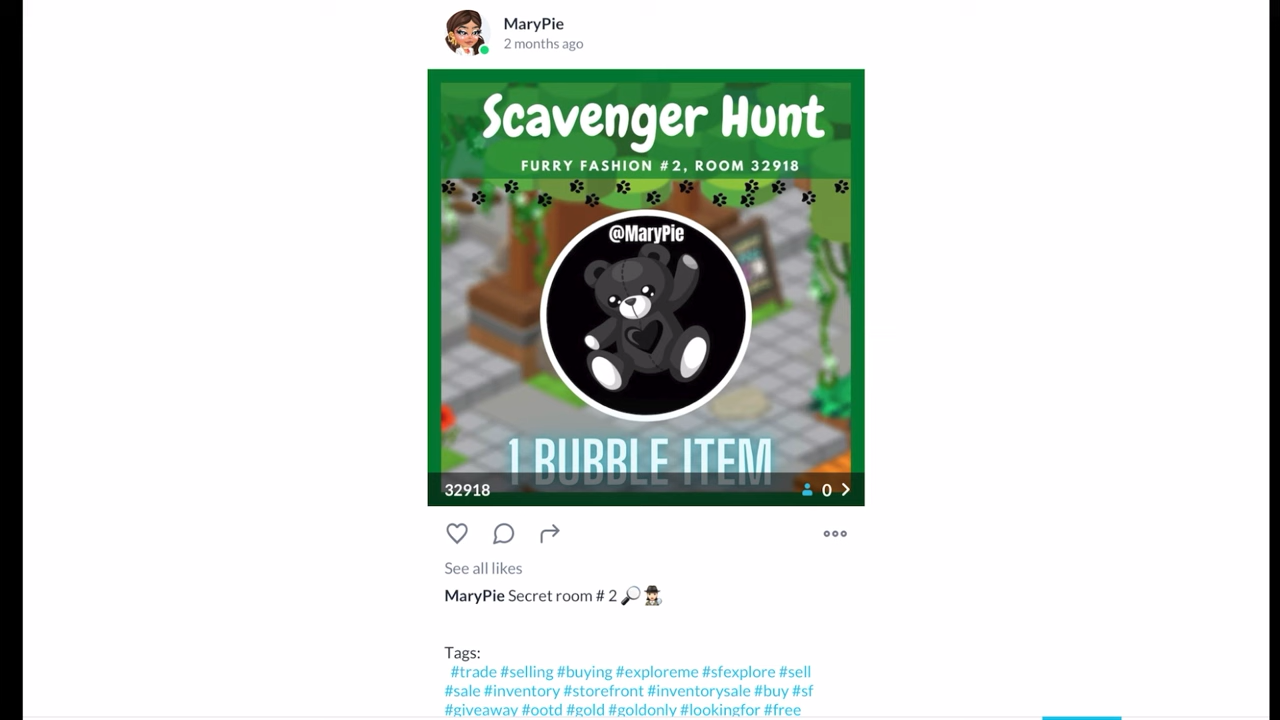 MaryPie
2 months ago
Scavenger Hunt
FURRY FASHION #2, ROOM 32918
@MaryPie
1 BUBBLE ITEM
32918
0
See all likes
MaryPie Secret room # 2 🔎🕵🏻
Tags:
#trade #selling #buying #exploreme #sfexplore #sell
#sale #inventory #storefront #inventorysale #buy #sf
#giveaway #ootd #gold #goldonly #lookingfor #free